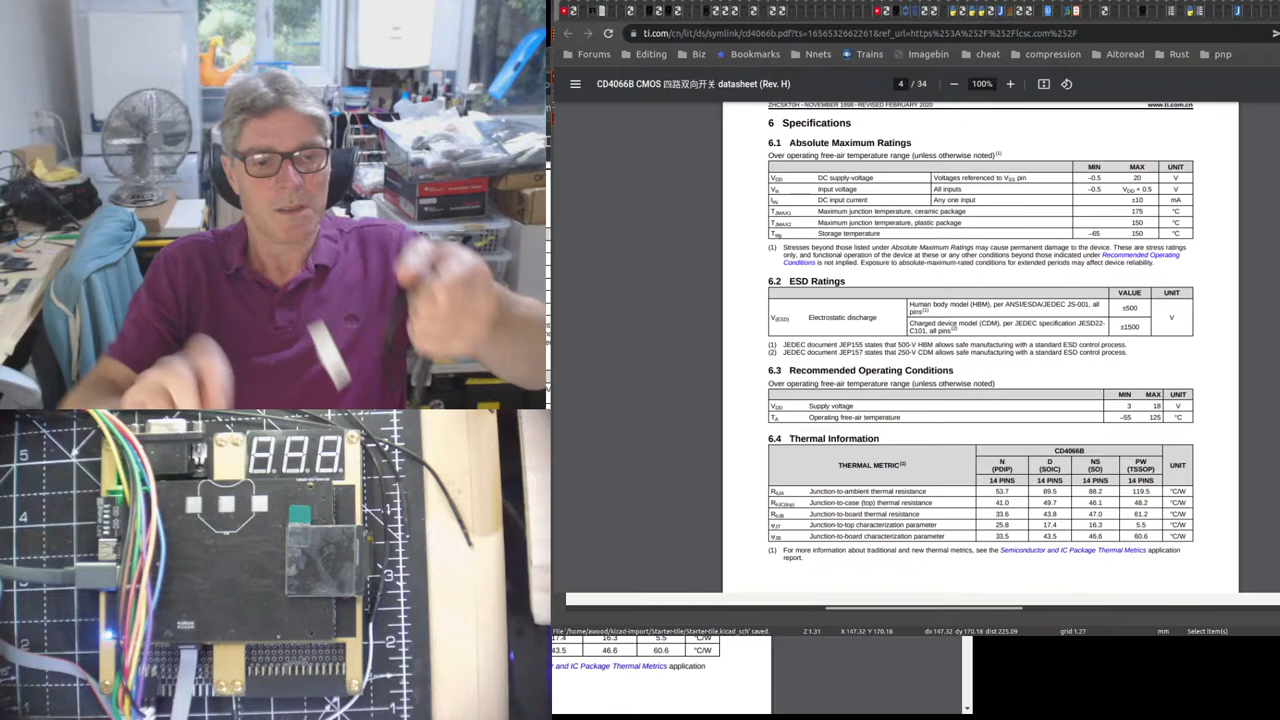 ti.com/cn/lit/ds/symlink/cd4066b.pdf?ts=1656532662261&ref_url=https%253A%252F%252Flcsc.com%252F
Forums Editing Biz Bookmarks Nnets Trains Imagebin cheat compression Altoread Rust pnp
CD4066B CMOS 四路双向开关 datasheet (Rev. H) 4 / 34 100%
ZHCSKT0H –NOVEMBER 1998–REVISED FEBRUARY 2020 www.ti.com.cn
6 Specifications
6.1 Absolute Maximum Ratings
Over operating free-air temperature range (unless otherwise noted)(1)
MIN MAX UNIT
VDD DC supply-voltage Voltages referenced to VSS pin –0.5 20 V
Vis Input voltage All inputs –0.5 VDD + 0.5 V
IIN DC input current Any one input ±10 mA
TJMAX1 Maximum junction temperature, ceramic package 175 °C
TJMAX2 Maximum junction temperature, plastic package 150 °C
Tstg Storage temperature –65 150 °C
(1) Stresses beyond those listed under Absolute Maximum Ratings may cause permanent damage to the device. These are stress ratings
only, and functional operation of the device at these or any other conditions beyond those indicated under Recommended Operating
Conditions is not implied. Exposure to absolute-maximum-rated conditions for extended periods may affect device reliability.
6.2 ESD Ratings
VALUE UNIT
V(ESD) Electrostatic discharge Human body model (HBM), per ANSI/ESDA/JEDEC JS-001, all
pins(1) ±500 V
Charged device model (CDM), per JEDEC specification JESD22-
C101, all pins(2) ±1500
(1) JEDEC document JEP155 states that 500-V HBM allows safe manufacturing with a standard ESD control process.
(2) JEDEC document JEP157 states that 250-V CDM allows safe manufacturing with a standard ESD control process.
6.3 Recommended Operating Conditions
Over operating free-air temperature range (unless otherwise noted)
MIN MAX UNIT
VDD Supply voltage 3 18 V
TA Operating free-air temperature –55 125 °C
6.4 Thermal Information
THERMAL METRIC(1) CD4066B UNIT
N D NS PW
(PDIP) (SOIC) (SO) (TSSOP)
14 PINS 14 PINS 14 PINS 14 PINS
RθJA Junction-to-ambient thermal resistance 53.7 89.5 88.2 119.5 °C/W
RθJC(top) Junction-to-case (top) thermal resistance 41.0 49.7 46.1 48.2 °C/W
RθJB Junction-to-board thermal resistance 33.6 43.8 47.0 61.2 °C/W
ψJT Junction-to-top characterization parameter 25.8 17.4 16.3 5.5 °C/W
ψJB Junction-to-board characterization parameter 33.5 43.5 46.6 60.6 °C/W
(1) For more information about traditional and new thermal metrics, see the Semiconductor and IC Package Thermal Metrics application
report.
File '/home/awood/kicad-import/Starter-tile/Starter-tile.kicad_sch' saved. Z 1.31 X 147.32 Y 170.18 dx 147.32 dy 170.18 dist 225.09 grid 1.27 mm Select item(s)
17.4 16.3 5.5 °C/W
43.5 46.6 60.6 °C/W
and IC Package Thermal Metrics application
8.8.8.
5
4
3
2
1
1